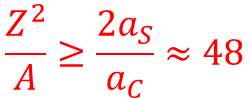 Z²/A ≥ 2a_S/a_C ≈ 48